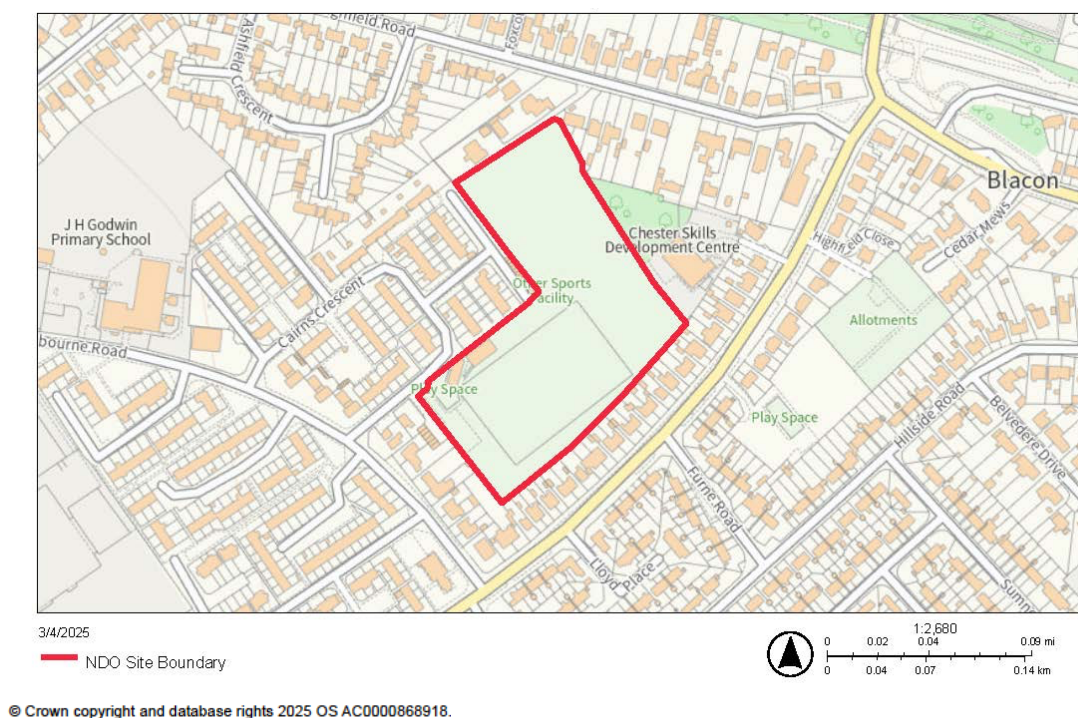 ghfield Road
Foxco
Ashfield Crescent
Blacon
J H Godwin
Primary School
Chester Skills
Development Centre
Highfield Close
Cedar Mews
Other Sports
Facility
Cairns Crescent
Allotments
bourne Road
Play Space
Play Space
Hillside Road
Belvedere Drive
Furne Road
Lloyd Place
Sumn
3/4/2025
NDO Site Boundary
1:2,680
0 0.02 0.04 0.09 mi
0 0.04 0.07 0.14 km
© Crown copyright and database rights 2025 OS AC0000868918.